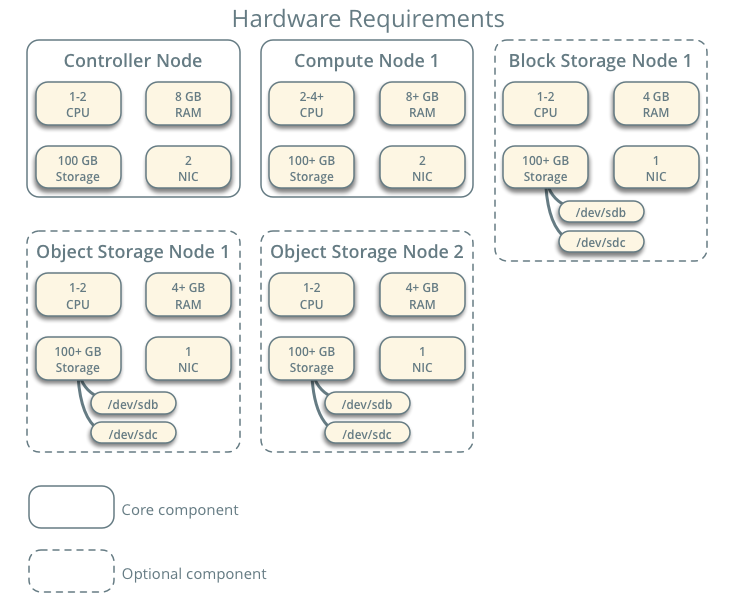 Hardware Requirements
Controller Node
1-2
CPU
8 GB
RAM
100 GB
Storage
2
NIC
Compute Node 1
2-4+
CPU
8+ GB
RAM
100+ GB
Storage
2
NIC
Block Storage Node 1
1-2
CPU
4 GB
RAM
100+ GB
Storage
1
NIC
/dev/sdb
/dev/sdc
Object Storage Node 1
1-2
CPU
4+ GB
RAM
100+ GB
Storage
1
NIC
/dev/sdb
/dev/sdc
Object Storage Node 2
1-2
CPU
4+ GB
RAM
100+ GB
Storage
1
NIC
/dev/sdb
/dev/sdc
Core component
Optional component